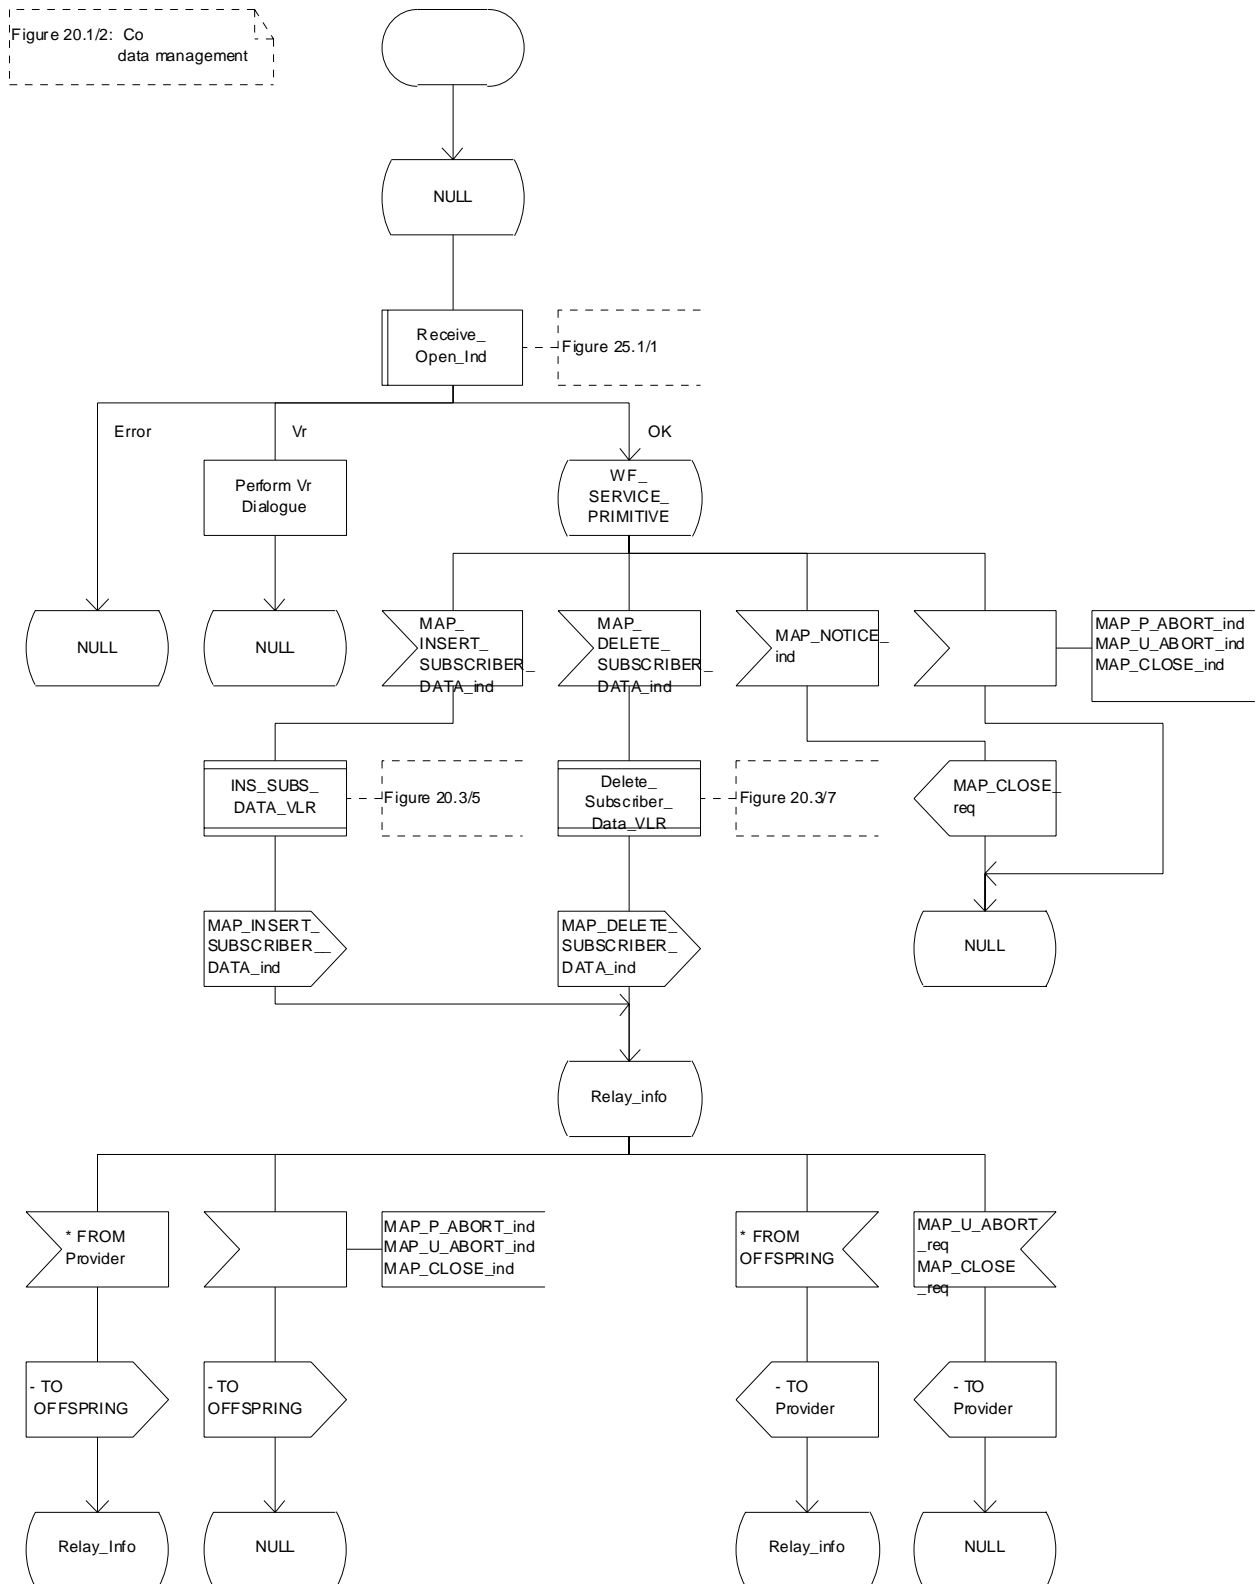 Figure 20.1/2: Co
data management
NULL
Receive_
Open_Ind
Figure 25.1/1
Error
Vr
OK
Perform Vr
Dialogue
WF_
SERVICE_
PRIMITIVE
NULL
NULL
MAP_
INSERT_
SUBSCRIBER_
DATA_ind
MAP_
DELETE_
SUBSCRIBER_
DATA_ind
MAP_NOTICE_
ind
MAP_P_ABORT_ind
MAP_U_ABORT_ind
MAP_CLOSE_ind
INS_SUBS_
DATA_VLR
Figure 20.3/5
Delete_
Subscriber_
Data_VLR
Figure 20.3/7
MAP_CLOSE_
req
MAP_INSERT_
SUBSCRIBER__
DATA_ind
MAP_DELETE_
SUBSCRIBER_
DATA_ind
NULL
Relay_info
* FROM
Provider
MAP_P_ABORT_ind
MAP_U_ABORT_ind
MAP_CLOSE_ind
* FROM
OFFSPRING
MAP_U_ABORT
_req
MAP_CLOSE
_req
- TO
OFFSPRING
- TO
OFFSPRING
- TO
Provider
- TO
Provider
Relay_Info
NULL
Relay_info
NULL